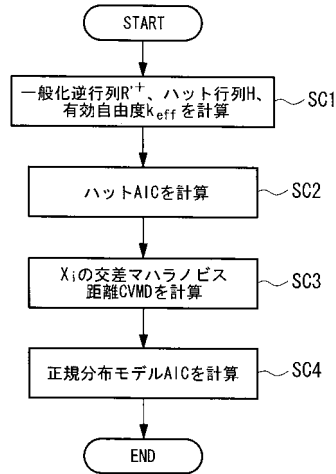 START
一般化逆行列R'⁺、ハット行列H、
有効自由度k_effを計算
SC1
ハットAICを計算
SC2
X_iの交差マハラノビス
距離CVMDを計算
SC3
正規分布モデルAICを計算
SC4
END